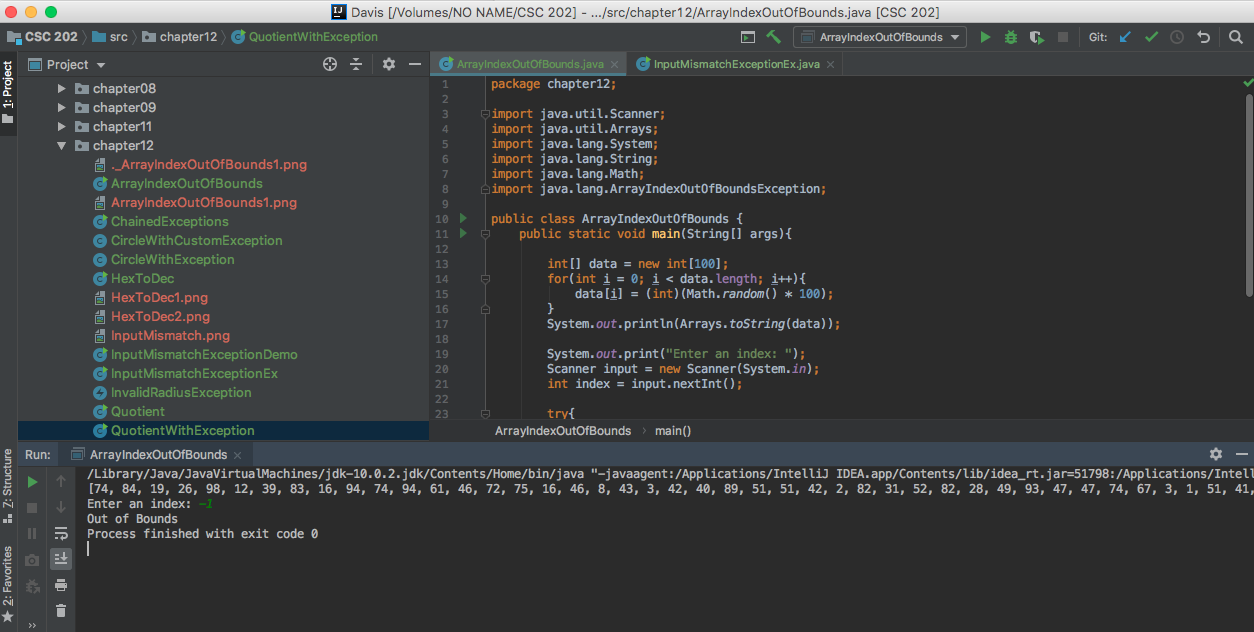 Davis [/Volumes/NO NAME/CSC 202] - .../src/chapter12/ArrayIndexOutOfBounds.java [CSC 202]
CSC 202 src chapter12 QuotientWithException ArrayIndexOutOfBounds Git:
1: Project
Project
ArrayIndexOutOfBounds.java InputMismatchExceptionEx.java
chapter08
chapter09
chapter11
chapter12
._ArrayIndexOutOfBounds1.png
ArrayIndexOutOfBounds
ArrayIndexOutOfBounds1.png
ChainedExceptions
CircleWithCustomException
CircleWithException
HexToDec
HexToDec1.png
HexToDec2.png
InputMismatch.png
InputMismatchExceptionDemo
InputMismatchExceptionEx
InvalidRadiusException
Quotient
QuotientWithException
1 package chapter12;
2
3 import java.util.Scanner;
4 import java.util.Arrays;
5 import java.lang.System;
6 import java.lang.String;
7 import java.lang.Math;
8 import java.lang.ArrayIndexOutOfBoundsException;
9
10 public class ArrayIndexOutOfBounds {
11 public static void main(String[] args){
12
13 int[] data = new int[100];
14 for(int i = 0; i < data.length; i++){
15 data[i] = (int)(Math.random() * 100);
16 }
17 System.out.println(Arrays.toString(data));
18
19 System.out.print("Enter an index: ");
20 Scanner input = new Scanner(System.in);
21 int index = input.nextInt();
22
23 try{
ArrayIndexOutOfBounds main()
Run: ArrayIndexOutOfBounds
/Library/Java/JavaVirtualMachines/jdk-10.0.2.jdk/Contents/Home/bin/java "-javaagent:/Applications/IntelliJ IDEA.app/Contents/lib/idea_rt.jar=51798:/Applications/Intell
[74, 84, 19, 26, 98, 12, 39, 83, 16, 94, 74, 94, 61, 46, 72, 75, 16, 46, 8, 43, 3, 42, 40, 89, 51, 51, 42, 2, 82, 31, 52, 82, 28, 49, 93, 47, 47, 74, 67, 3, 1, 51, 41,
Enter an index: -1
Out of Bounds
Process finished with exit code 0
Z: Structure
2: Favorites